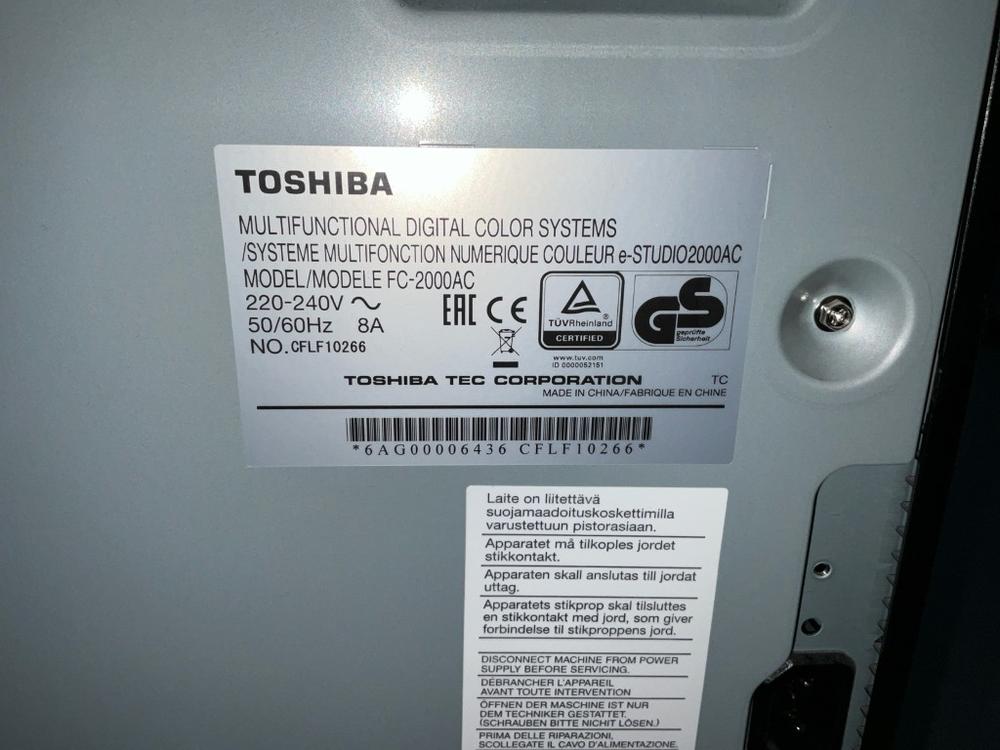 TOSHIBA
MULTIFUNCTIONAL DIGITAL COLOR SYSTEMS
/SYSTEME MULTIFONCTION NUMERIQUE COULEUR e-STUDIO2000AC
MODEL/MODELE FC-2000AC
220-240V ~
50/60Hz 8A
NO. CFLF10266
EAC CE
TÜVRheinland ®
CERTIFIED
www.tuv.com
ID 0000052151
GS
geprüfte
Sicherheit
TOSHIBA TEC CORPORATION TC
MADE IN CHINA/FABRIQUE EN CHINE
*6AG00006436 CFLF10266*
Laite on liitettävä
suojamaadoituskoskettimilla
varustettuun pistorasiaan.
Apparatet må tilkoples jordet
stikkontakt.
Apparaten skall anslutas till jordat
uttag.
Apparatets stikprop skal tilsluttes
en stikkontakt med jord, som giver
forbindelse til stikproppens jord.
DISCONNECT MACHINE FROM POWER
SUPPLY BEFORE SERVICING.
DÉBRANCHER L'APPAREIL
AVANT TOUTE INTERVENTION
ÖFFNEN DER MASCHINE IST NUR
DEM TECHNIKER GESTATTET.
(SCHRAUBEN BITTE NICHIT LÖSEN.)
PRIMA DELLE RIPARAZIONI,
SCOLLEGATE IL CAVO D'ALIMENTAZIONE.